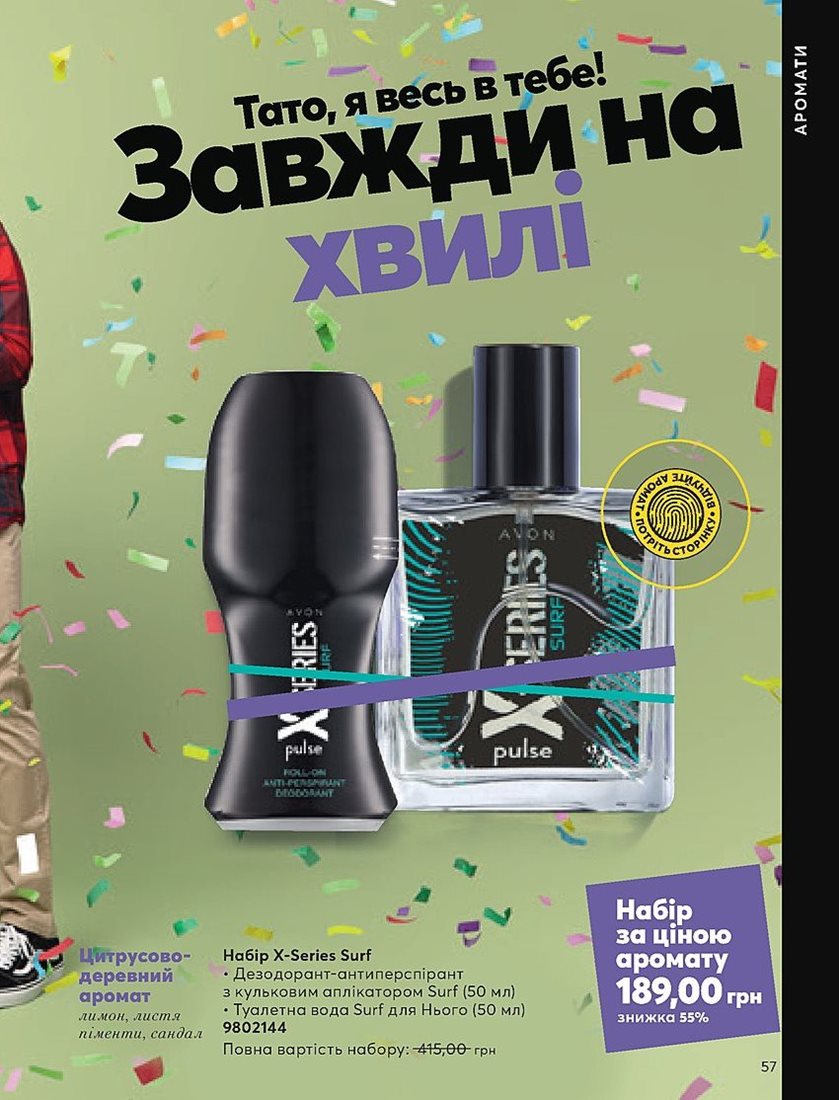 АРОМАТИ
Тато, я весь в тебе!
Завжди на
хвилі
ВІДЧУЙТЕ АРОМАТ • ПОТРІТЬ СТОРІНКУ •
AVON
X-SERIES
SURF
pulse
ROLL-ON
ANTI-PERSPIRANT
DEODORANT
AVON
X-SERIES
SURF
pulse
Набір
за ціною
аромату
189,00 грн
знижка 55%
Цитрусово-
деревний
аромат
лимон, листя
піменти, сандал
Набір X-Series Surf
• Дезодорант-антиперспірант
з кульковим аплікатором Surf (50 мл)
• Туалетна вода Surf для Нього (50 мл)
9802144
Повна вартість набору: 415,00 грн
57